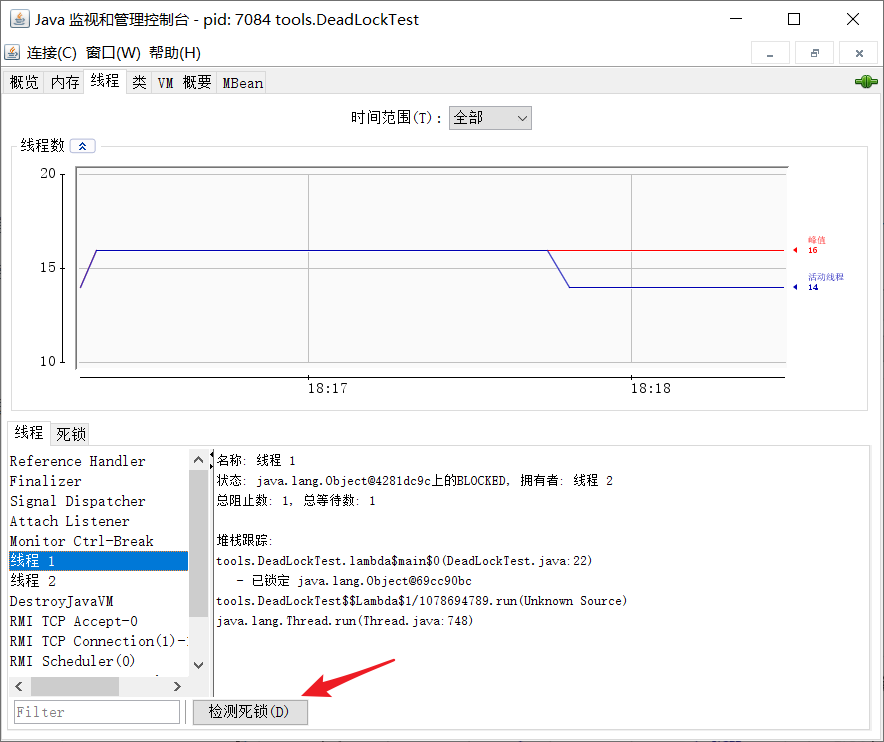 Java 监视和管理控制台 - pid: 7084 tools.DeadLockTest
连接(C) 窗口(W) 帮助(H)
概览 内存 线程 类 VM 概要 MBean
时间范围(T): 全部
线程数
20
15
10
峰值
16
活动线程
14
18:17 18:18
线程 死锁
Reference Handler
Finalizer
Signal Dispatcher
Attach Listener
Monitor Ctrl-Break
线程 1
线程 2
DestroyJavaVM
RMI TCP Accept-0
RMI TCP Connection(1)-
RMI Scheduler(0)
名称: 线程 1
状态: java.lang.Object@4281dc9c上的BLOCKED, 拥有者: 线程 2
总阻止数: 1, 总等待数: 1
堆栈跟踪:
tools.DeadLockTest.lambda$main$0(DeadLockTest.java:22)
- 已锁定 java.lang.Object@69cc90bc
tools.DeadLockTest$$Lambda$1/1078694789.run(Unknown Source)
java.lang.Thread.run(Thread.java:748)
Filter
检测死锁(D)